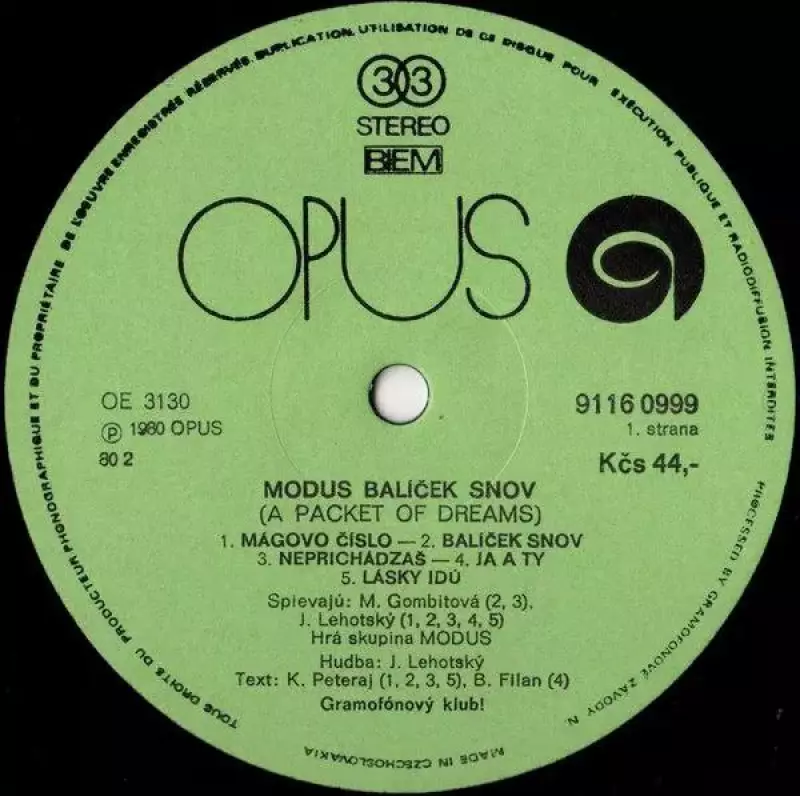 TOUS DROITS DU PRODUCTEUR PHONOGRAPHIQUE ET DU PROPRIÉTAIRE DE L'OEUVRE ENREGISTRÉE RÉSERVÉS. DUPLICATION, UTILISATION DE CE DISQUE POUR EXÉCUTION PUBLIQUE ET RADIODIFFUSION INTERDITES
33
STEREO
BIEM
OPUS
OE 3130
℗ 1980 OPUS
80 2
9116 0999
1. strana
Kčs 44,-
MODUS BALÍČEK SNOV
(A PACKET OF DREAMS)
1. MÁGOVO ČÍSLO — 2. BALÍČEK SNOV
3. NEPRICHÁDZAŠ — 4. JA A TY
5. LÁSKY IDÚ
Spievajú: M. Gombitová (2, 3),
J. Lehotský (1, 2, 3, 4, 5)
Hrá skupina MODUS
Hudba: J. Lehotský
Text: K. Peteraj (1, 2, 3, 5), B. Filan (4)
Gramofónový klub!
PROCESSED BY GRAMOFONOVÉ ZÁVODY N.
MADE IN CZECHOSLOVAKIA